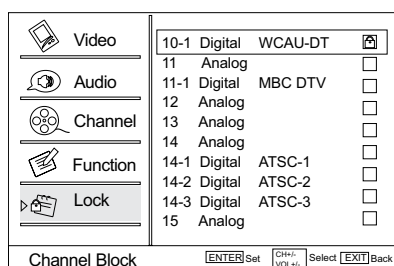 Video
Audio
Channel
Function
Lock
10-1 Digital WCAU-DT
11 Analog
11-1 Digital MBC DTV
12 Analog
13 Analog
14 Analog
14-1 Digital ATSC-1
14-2 Digital ATSC-2
14-3 Digital ATSC-3
15 Analog
Channel Block
ENTER Set CH+/- VOL+/- Select EXIT Back